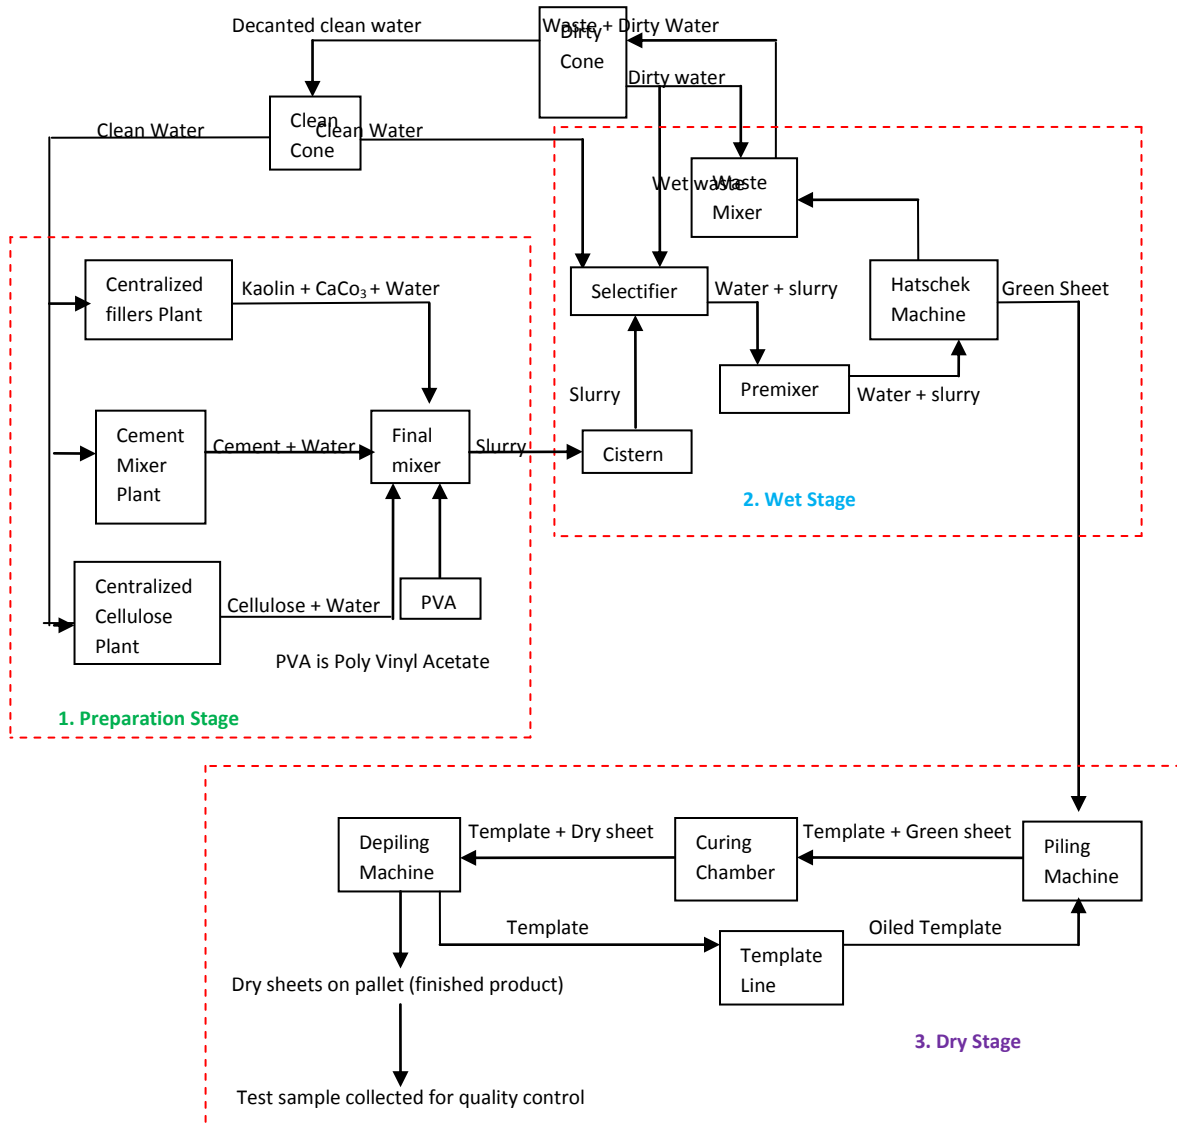 Decanted clean water
Waste + Dirty Water
Dirty
Cone
Dirty water
Clean
Cone
Clean Water
Clean Water
Wet waste
Waste
Mixer
Centralized
fillers Plant
Kaolin + CaCo₃ + Water
Selectifier
Water + slurry
Hatschek
Machine
Green Sheet
Premixer
Water + slurry
Slurry
Cement
Mixer
Plant
Cement + Water
Final
mixer
Slurry
Cistern
2. Wet Stage
Centralized
Cellulose
Plant
Cellulose + Water
PVA
PVA is Poly Vinyl Acetate
1. Preparation Stage
Depiling
Machine
Template + Dry sheet
Curing
Chamber
Template + Green sheet
Piling
Machine
Template
Template
Line
Oiled Template
Dry sheets on pallet (finished product)
3. Dry Stage
Test sample collected for quality control